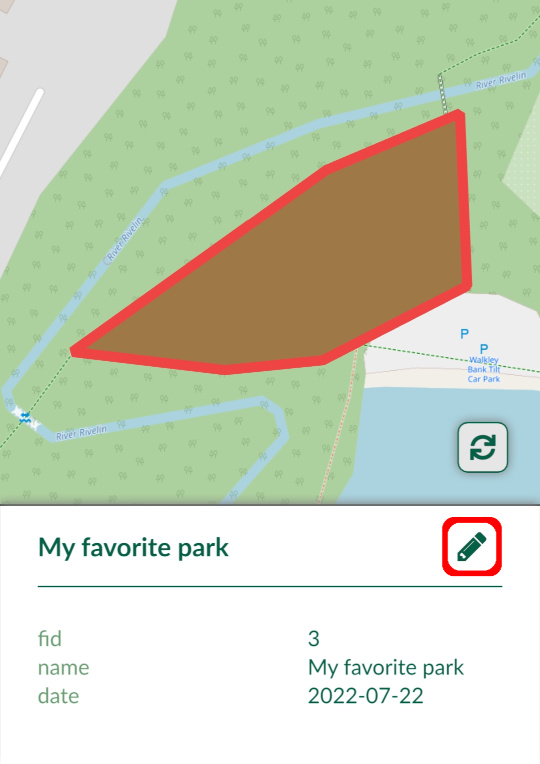 River Rivelin
River Rivelin
P
P
Walkley
Bank Tilt
Car Park
River Rivelin
My favorite park
fid 3
name My favorite park
date 2022-07-22